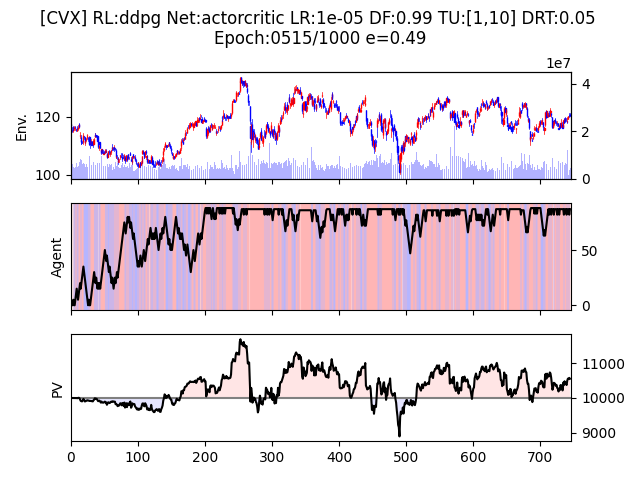 [CVX] RL:ddpg Net:actorcritic LR:1e-05 DF:0.99 TU:[1,10] DRT:0.05
Epoch:0515/1000 e=0.49
1e7
Env.
120
100
4
2
0
Agent
50
0
PV
11000
10000
9000
0 100 200 300 400 500 600 700